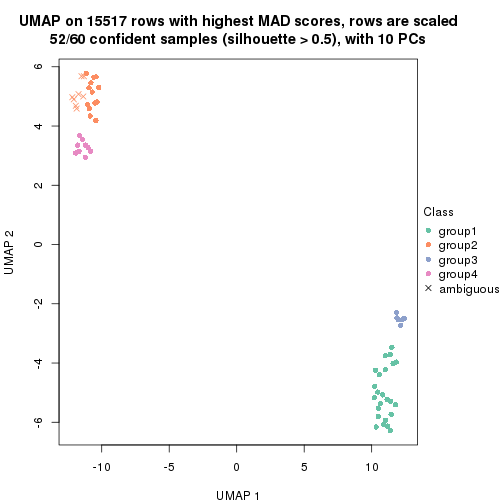 UMAP on 15517 rows with highest MAD scores, rows are scaled
52/60 confident samples (silhouette > 0.5), with 10 PCs
6
4
2
0
-2
-4
-6
UMAP 2
-10
-5
0
5
10
UMAP 1
Class
group1
group2
group3
group4
ambiguous